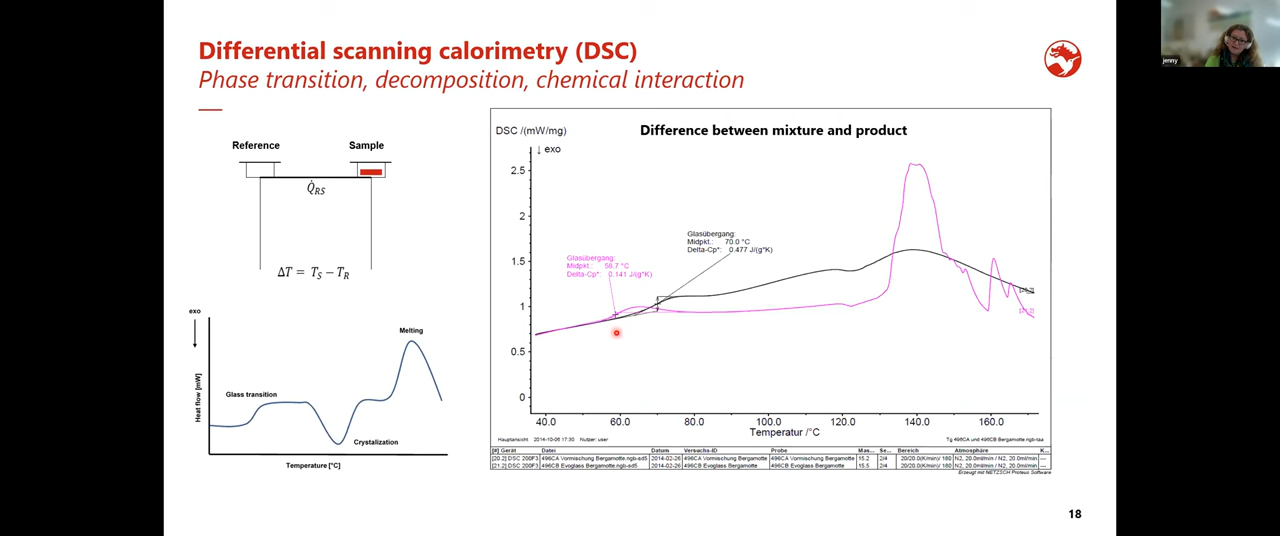 Differential scanning calorimetry (DSC)
Phase transition, decomposition, chemical interaction
jenny
Reference
Sample
Q̇RS
ΔT = TS − TR
exo
Heat flow [mW]
Glass transition
Melting
Crystalization
Temperature [°C]
DSC /(mW/mg)
Difference between mixture and product
↓ exo
2.5
2
1.5
1
0.5
0
Glasübergang:
Midpkt.: 70.0 °C
Delta-Cp*: 0.477 J/(g*K)
Glasübergang:
Midpkt.: 58.7 °C
Delta-Cp*: 0.141 J/(g*K)
40.0 60.0 80.0 100.0 120.0 140.0 160.0
Temperatur /°C
Hauptansicht 2014-10-06 17:30 Nutzer: user
Tg 496CA und 496CB Bergamotte.ngb-taa
[#] Gerät Datei Datum Versuchs-ID Probe Mas... Se... Bereich Atmosphäre K...
[20.2] DSC 200F3 496CA Vormischung Bergamotte.ngb-sd5 2014-02-26 496CA Vormischung Bergamotte 496CA Vormischung Bergamotte 15.2 2/4 20/20.0(K/min)/ 180 N2, 20.0ml/min / N2, 20.0ml/min ---
[21.2] DSC 200F3 496CB Evoglass Bergamotte.ngb-sd5 2014-02-26 496CB Evoglass Bergamotte 496CB Evoglass Bergamotte 15.5 2/4 20/20.0(K/min)/ 180 N2, 20.0ml/min / N2, 20.0ml/min ---
Erzeugt mit NETZSCH Proteus Software
18